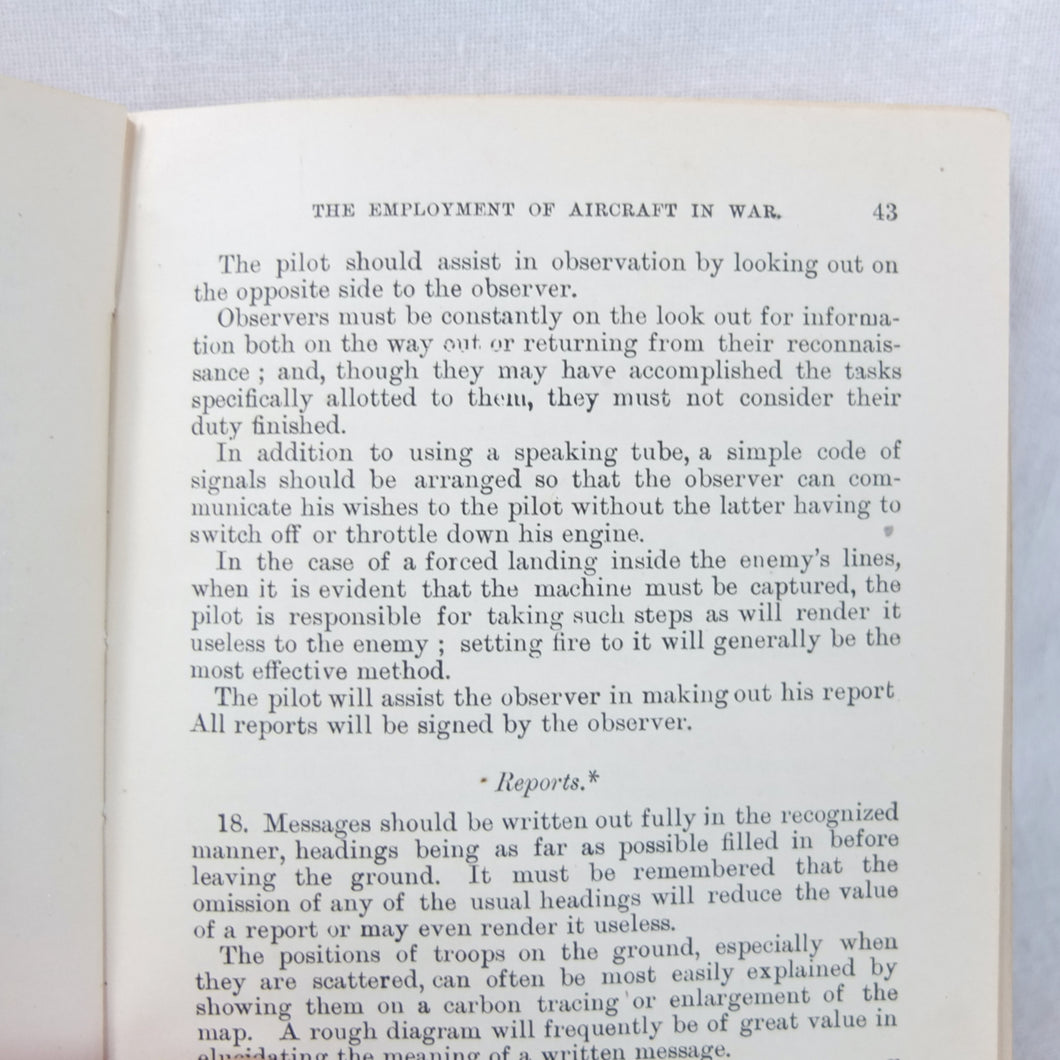 THE EMPLOYMENT OF AIRCRAFT IN WAR. 43
The pilot should assist in observation by looking out on
the opposite side to the observer.
Observers must be constantly on the look out for informa-
tion both on the way out or returning from their reconnais-
sance ; and, though they may have accomplished the tasks
specifically allotted to them, they must not consider their
duty finished.
In addition to using a speaking tube, a simple code of
signals should be arranged so that the observer can com-
municate his wishes to the pilot without the latter having to
switch off or throttle down his engine.
In the case of a forced landing inside the enemy's lines,
when it is evident that the machine must be captured, the
pilot is responsible for taking such steps as will render it
useless to the enemy ; setting fire to it will generally be the
most effective method.
The pilot will assist the observer in making out his report
All reports will be signed by the observer.
Reports.*
18. Messages should be written out fully in the recognized
manner, headings being as far as possible filled in before
leaving the ground. It must be remembered that the
omission of any of the usual headings will reduce the value
of a report or may even render it useless.
The positions of troops on the ground, especially when
they are scattered, can often be most easily explained by
showing them on a carbon tracing or enlargement of the
map. A rough diagram will frequently be of great value in
elucidating the meaning of a written message.